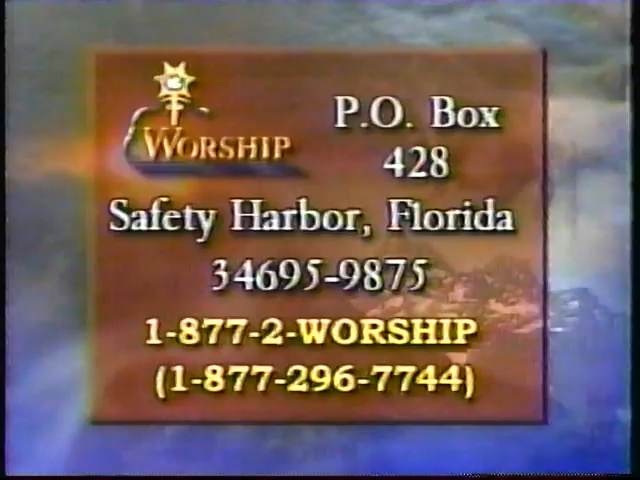 WORSHIP
P.O. Box
428
Safety Harbor, Florida
34695-9875
1-877-2-WORSHIP
(1-877-296-7744)